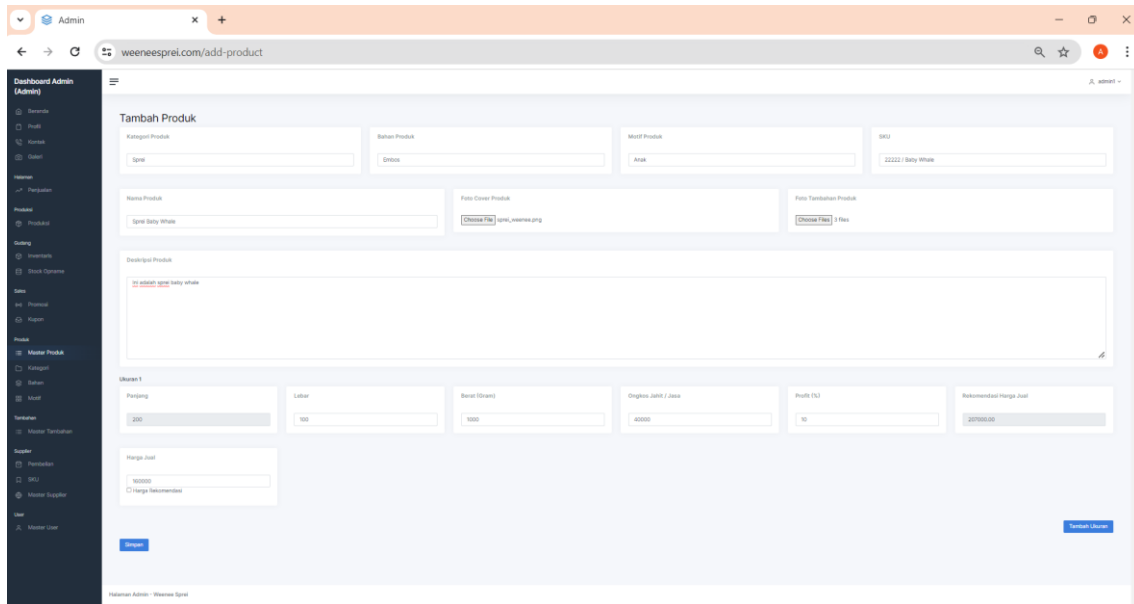 Admin
weeneesprei.com/add-product
A
Dashboard Admin
(Admin)
admin1
Beranda
Profil
Kontak
Galeri
Halaman
Penjualan
Produksi
Produksi
Gudang
Inventaris
Stock Opname
Sales
Promosi
Kupon
Produk
Master Produk
Kategori
Bahan
Motif
Tambahan
Master Tambahan
Supplier
Pembelian
SKU
Master Supplier
User
Master User
Tambah Produk
Kategori Produk
Bahan Produk
Motif Produk
SKU
Sprei
Embos
Anak
22222 / Baby Whale
Nama Produk
Foto Cover Produk
Foto Tambahan Produk
Sprei Baby Whale
Choose File sprei_weenee.png
Choose Files 3 files
Deskripsi Produk
Ini adalah sprei baby whale
Ukuran 1
Panjang
Lebar
Berat (Gram)
Ongkos Jahit / Jasa
Profit (%)
Rekomendasi Harga Jual
200
100
1000
40000
10
Harga Jual
160000
Harga Rekomendasi
Tambah Ukuran
Simpan
Halaman Admin - Weenee Sprei